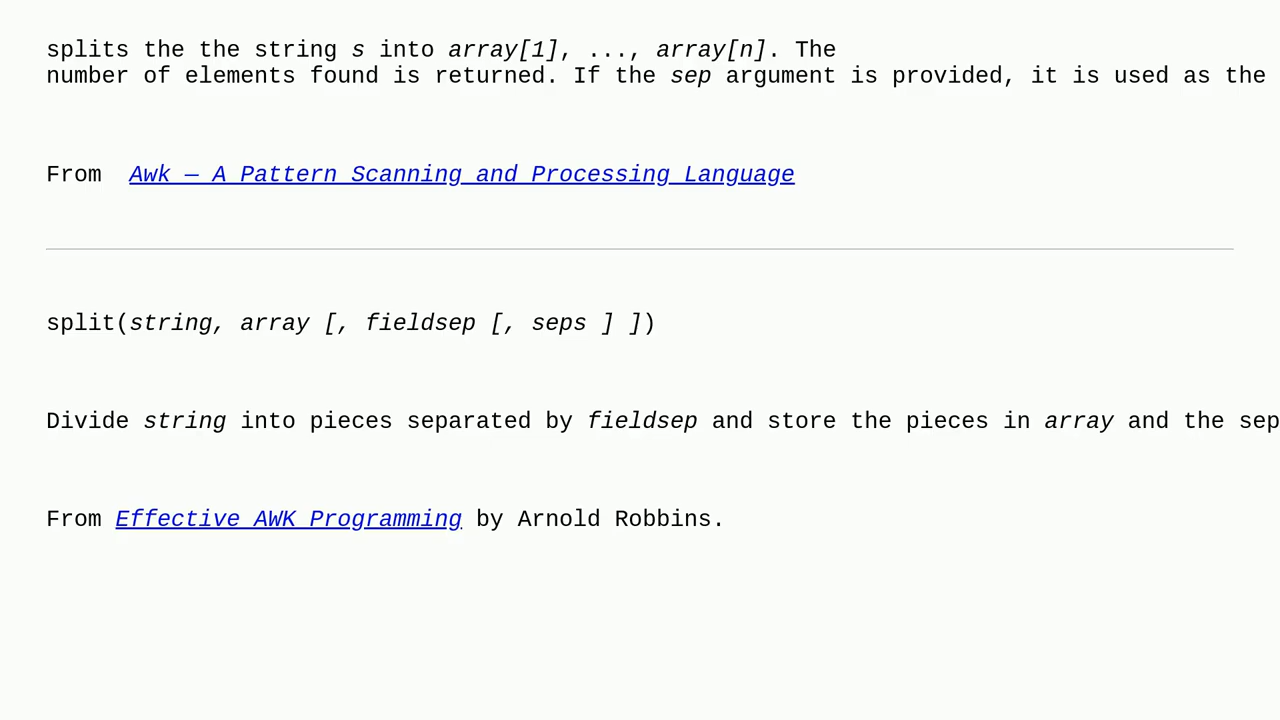 splits the the string s into array[1], ..., array[n]. The
number of elements found is returned. If the sep argument is provided, it is used as the
From Awk — A Pattern Scanning and Processing Language
split(string, array [, fieldsep [, seps ] ])
Divide string into pieces separated by fieldsep and store the pieces in array and the sep
From Effective AWK Programming by Arnold Robbins.